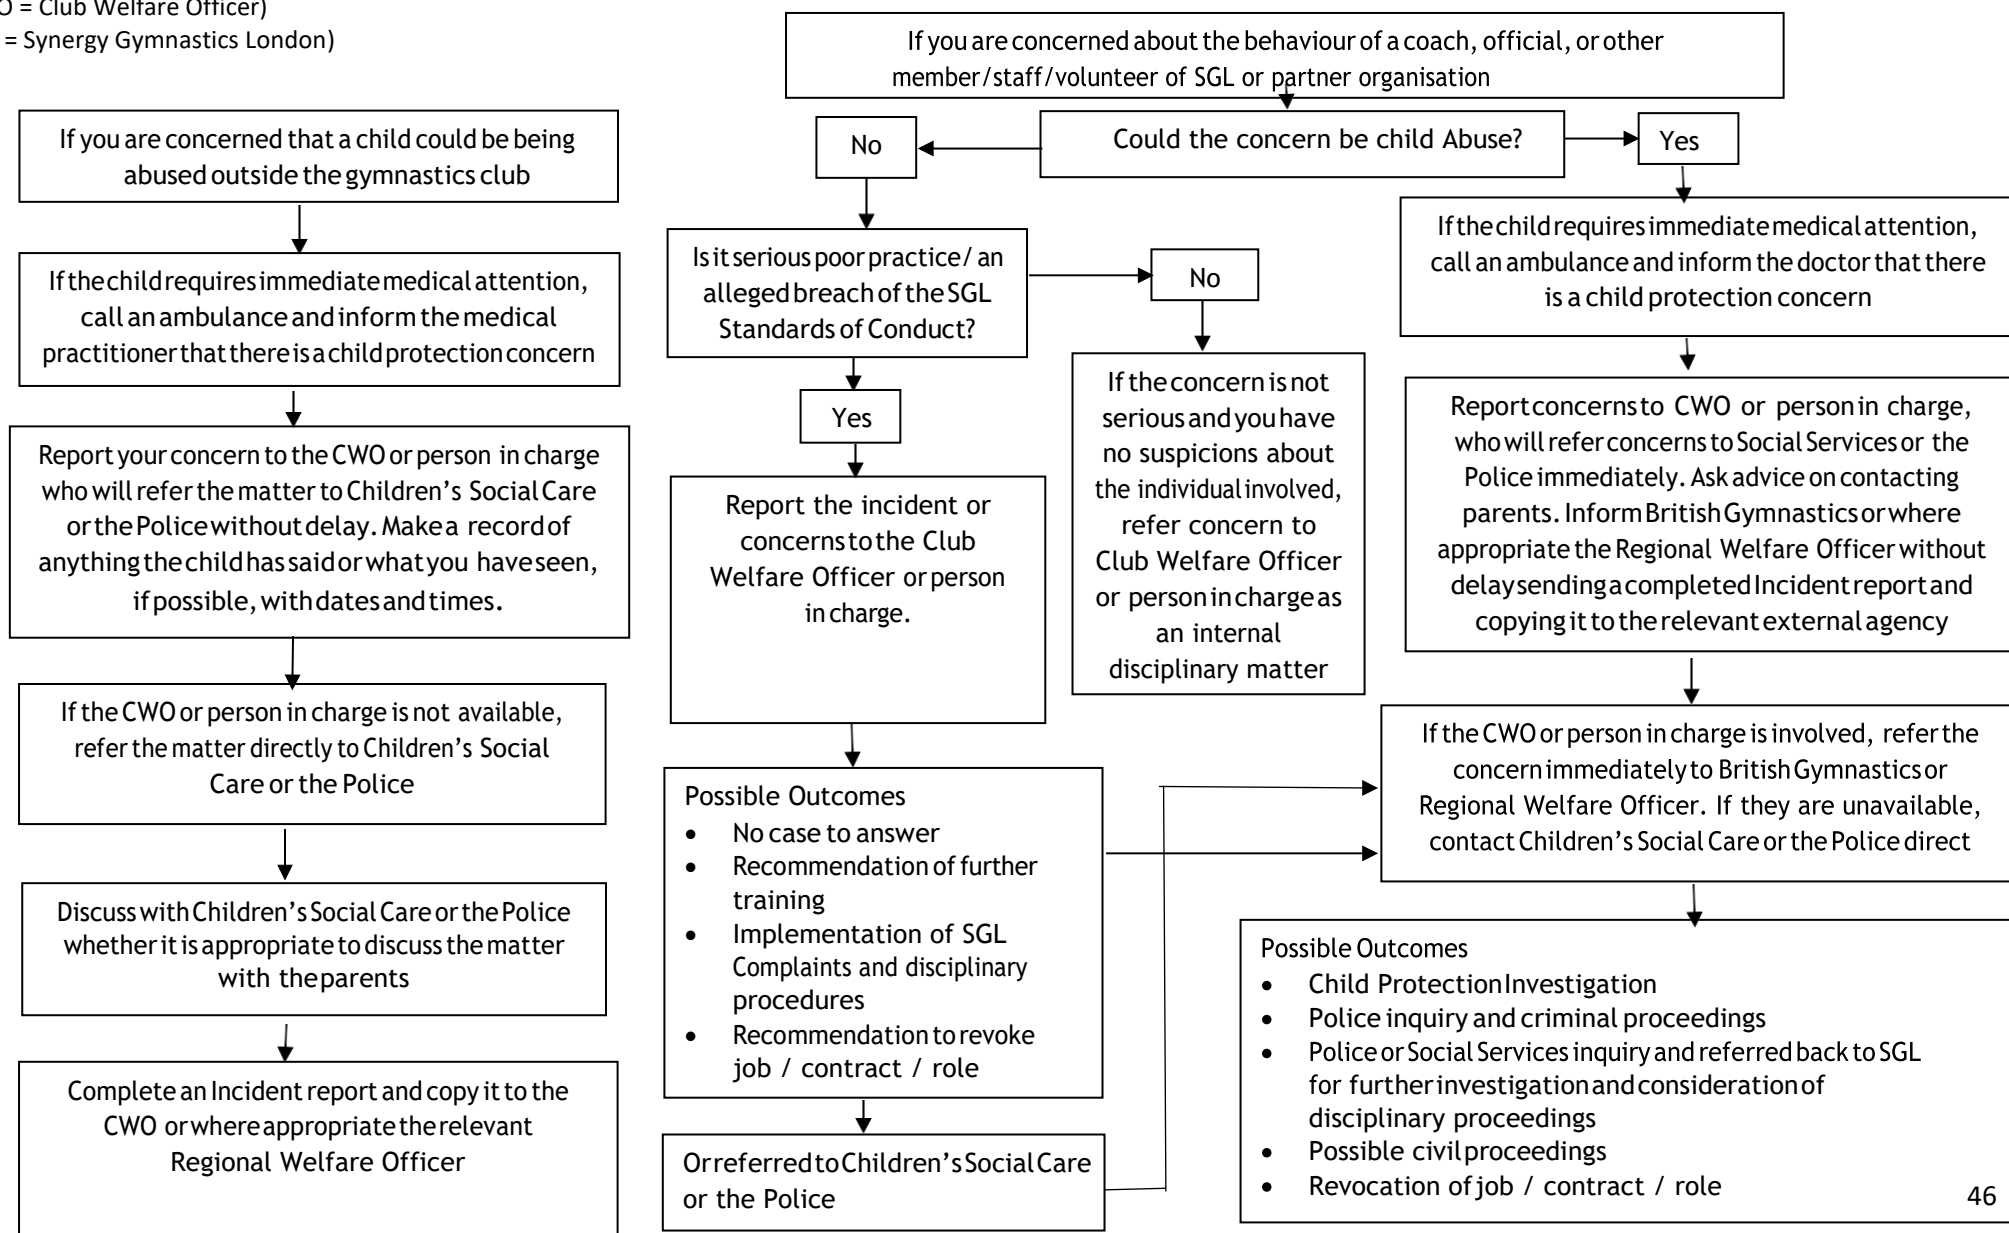 O = Club Welfare Officer)
= Synergy Gymnastics London)
If you are concerned that a child could be being
abused outside the gymnastics club
If the child requires immediate medical attention,
call an ambulance and inform the medical
practitioner that there is a child protection concern
Report your concern to the CWO or person in charge
who will refer the matter to Children's Social Care
or the Police without delay. Make a record of
anything the child has said or what you have seen,
if possible, with dates and times.
If the CWO or person in charge is not available,
refer the matter directly to Children's Social
Care or the Police
Discuss with Children's Social Care or the Police
whether it is appropriate to discuss the matter
with the parents
Complete an Incident report and copy it to the
CWO or where appropriate the relevant
Regional Welfare Officer
If you are concerned about the behaviour of a coach, official, or other
member/staff/volunteer of SGL or partner organisation
Could the concern be child Abuse?
No
Yes
Is it serious poor practice / an
alleged breach of the SGL
Standards of Conduct?
No
Yes
If the concern is not
serious and you have
no suspicions about
the individual involved,
refer concern to
Club Welfare Officer
or person in charge as
an internal
disciplinary matter
Report the incident or
concerns to the Club
Welfare Officer or person
in charge.
Possible Outcomes
• No case to answer
• Recommendation of further
training
• Implementation of SGL
Complaints and disciplinary
procedures
• Recommendation to revoke
job / contract / role
Or referred to Children's Social Care
or the Police
If the child requires immediate medical attention,
call an ambulance and inform the doctor that there
is a child protection concern
Report concerns to CWO or person in charge,
who will refer concerns to Social Services or the
Police immediately. Ask advice on contacting
parents. Inform British Gymnastics or where
appropriate the Regional Welfare Officer without
delay sending a completed Incident report and
copying it to the relevant external agency
If the CWO or person in charge is involved, refer the
concern immediately to British Gymnastics or
Regional Welfare Officer. If they are unavailable,
contact Children's Social Care or the Police direct
Possible Outcomes
• Child Protection Investigation
• Police inquiry and criminal proceedings
• Police or Social Services inquiry and referred back to SGL
for further investigation and consideration of
disciplinary proceedings
• Possible civil proceedings
• Revocation of job / contract / role
46